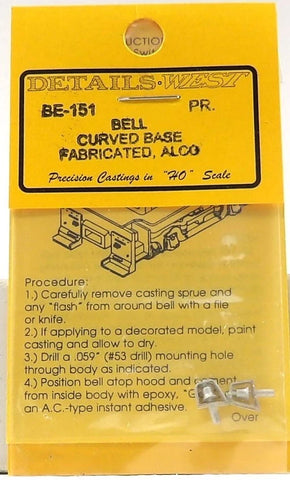 UCTIO
DETAILS WEST
BE-151 PR.
BELL
CURVED BASE
FABRICATED, ALCO
Precision Castings in "HO" Scale
Procedure:
1.) Carefully remove casting sprue and
any "flash" from around bell with a file
or knife.
2.) If applying to a decorated model, paint
casting and allow to dry.
3.) Drill a .059" (#53 drill) mounting hole
through body as indicated.
4.) Position bell atop hood and
from inside body with epoxy,
an A.C.-type instant adhesive.
Over